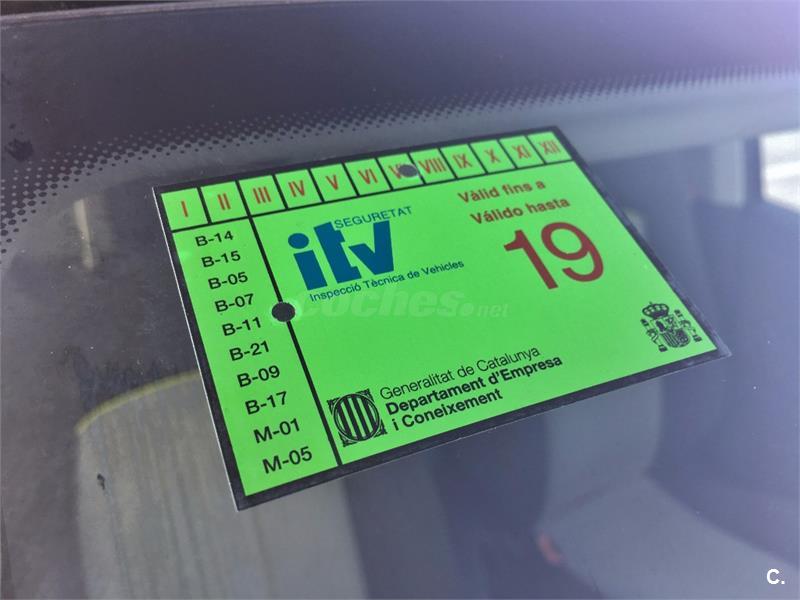 I II III IV V VI VIII IX X XI XII
B-14
B-15
B-05
B-07
B-11
B-21
B-09
B-17
M-01
M-05
SEGURETAT
itv
Inspecció Tècnica de Vehicles
Vàlid fins a
Válido hasta
19
coches.net
Generalitat de Catalunya
Departament d'Empresa
i Coneixement
C.